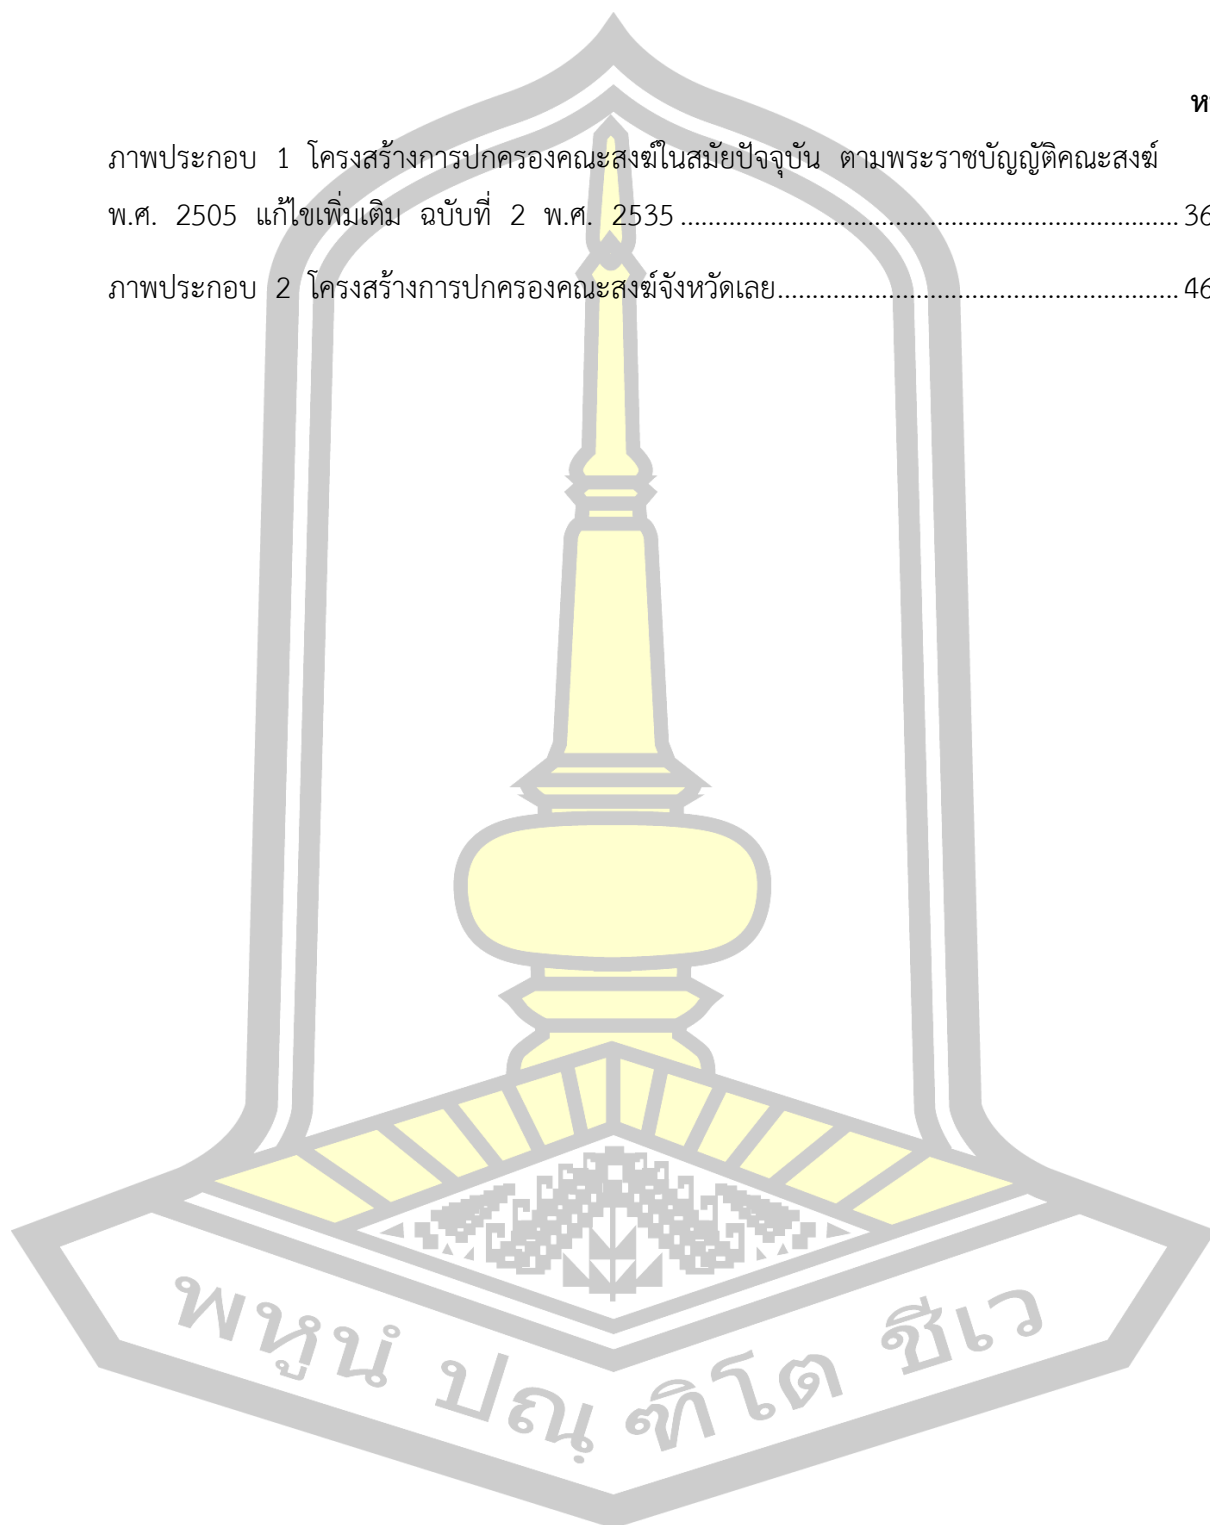 ภาพประกอบ 1 โครงสร้างการปกครองคณะสงฆ์ในสมัยปัจจุบัน ตามพระราชบัญญัติคณะสงฆ์
พ.ศ. 2505 แก้ไขเพิ่มเติม ฉบับที่ 2 พ.ศ. 2535 ........................................................................ 36
ภาพประกอบ 2 โครงสร้างการปกครองคณะสงฆ์จังหวัดเลย.......................................................... 46
พหูนํ ปณฺฑิโต ชีเว